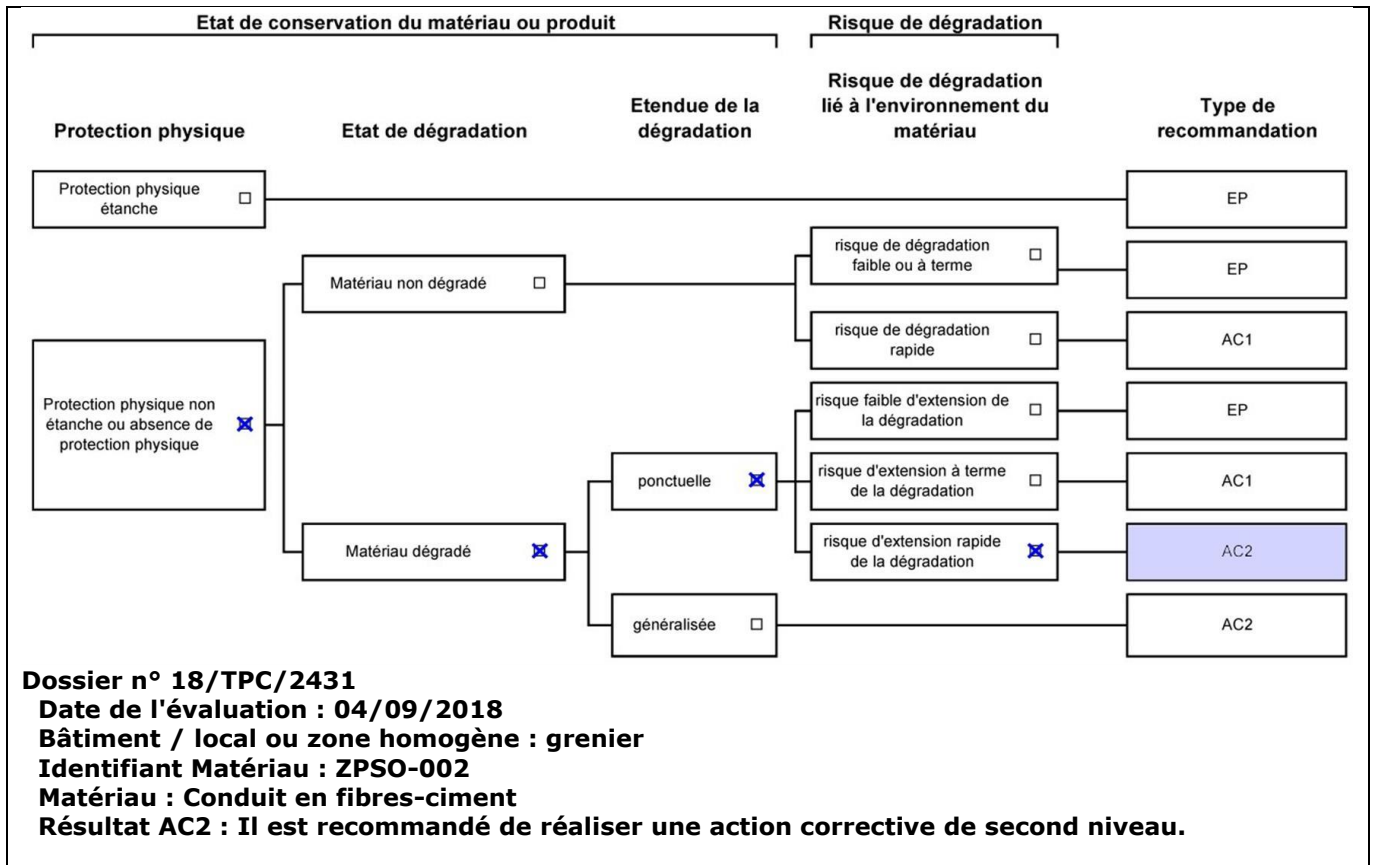 Etat de conservation du matériau ou produit
Risque de dégradation
Protection physique
Etat de dégradation
Etendue de la
dégradation
Risque de dégradation
lié à l'environnement du
matériau
Type de
recommandation
Protection physique
étanche
EP
risque de dégradation
faible ou à terme
EP
Matériau non dégradé
risque de dégradation
rapide
AC1
Protection physique non
étanche ou absence de
protection physique
risque faible d'extension de
la dégradation
EP
ponctuelle
risque d'extension à terme
de la dégradation
AC1
Matériau dégradé
risque d'extension rapide
de la dégradation
AC2
généralisée
AC2
Dossier n° 18/TPC/2431
Date de l'évaluation : 04/09/2018
Bâtiment / local ou zone homogène : grenier
Identifiant Matériau : ZPSO-002
Matériau : Conduit en fibres-ciment
Résultat AC2 : Il est recommandé de réaliser une action corrective de second niveau.